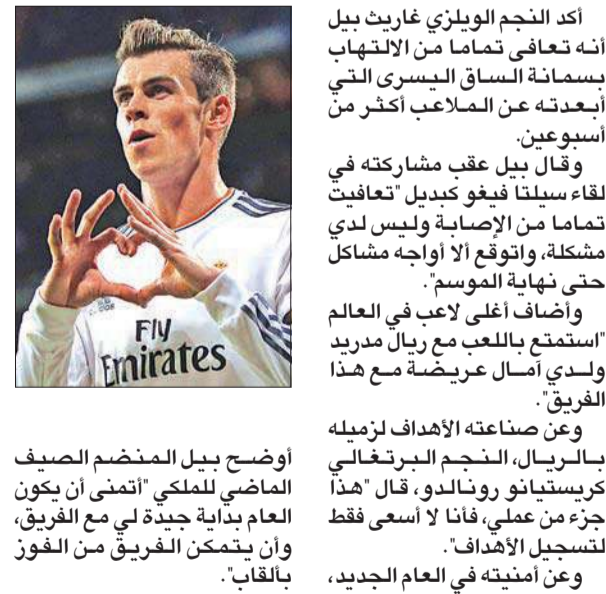 أكد النجم الويلزي غاريث بيل
أنه تعافى تماما من الالتهاب
بسمانة الساق اليسرى التي
أبعدته عن الملاعب أكثر من
أسبوعين.
وقال بيل عقب مشاركته في
لقاء سيلتا فيغو كبديل "تعافيت
تماما من الإصابة وليس لدي
مشكلة، واتوقع ألا أواجه مشاكل
حتى نهاية الموسم".
وأضاف أغلى لاعب في العالم
"استمتع باللعب مع ريال مدريد
ولدي آمال عريضة مع هذا
الفريق".
وعن صناعته الأهداف لزميله
بالريال، النجم البرتغالي
كريستيانو رونالدو، قال "هذا
جزء من عملي، فأنا لا أسعى فقط
لتسجيل الأهداف".
وعن أمنيته في العام الجديد،
Fly
Emirates
أوضح بيل المنضم الصيف
الماضي للملكي "أتمنى أن يكون
العام بداية جيدة لي مع الفريق،
وأن يتمكن الفريق من الفوز
بألقاب".